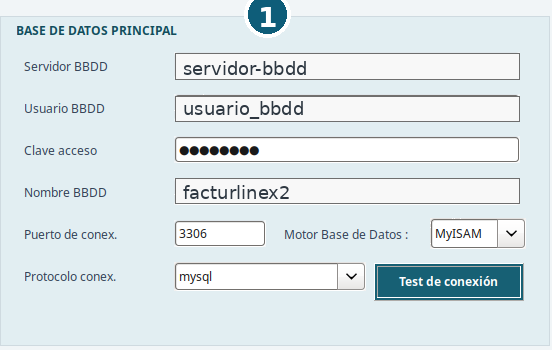 1
BASE DE DATOS PRINCIPAL
Servidor BBDD servidor-bbdd
Usuario BBDD usuario_bbdd
Clave acceso ●●●●●●●●
Nombre BBDD facturlinex2
Puerto de conex. 3306 Motor Base de Datos : MyISAM
Protocolo conex. mysql Test de conexión